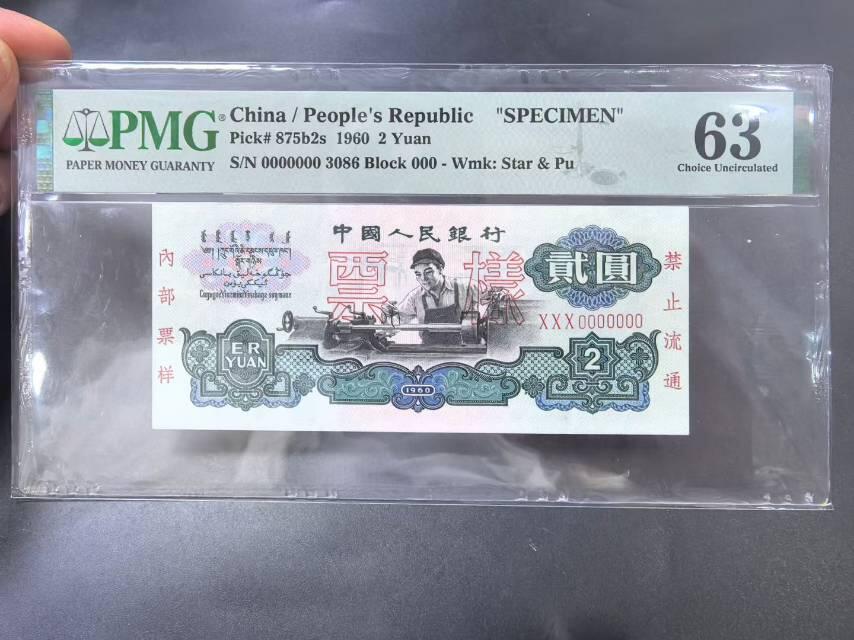 PMG®
PAPER MONEY GUARANTY
China / People's Republic "SPECIMEN"
Pick# 875b2s 1960 2 Yuan
S/N 0000000 3086 Block 000 - Wmk: Star & Pu
63
Choice Uncirculated
中國人民銀行
票樣
貳圓
內部票样
禁止流通
XXX0000000
ER
YUAN
1960
2